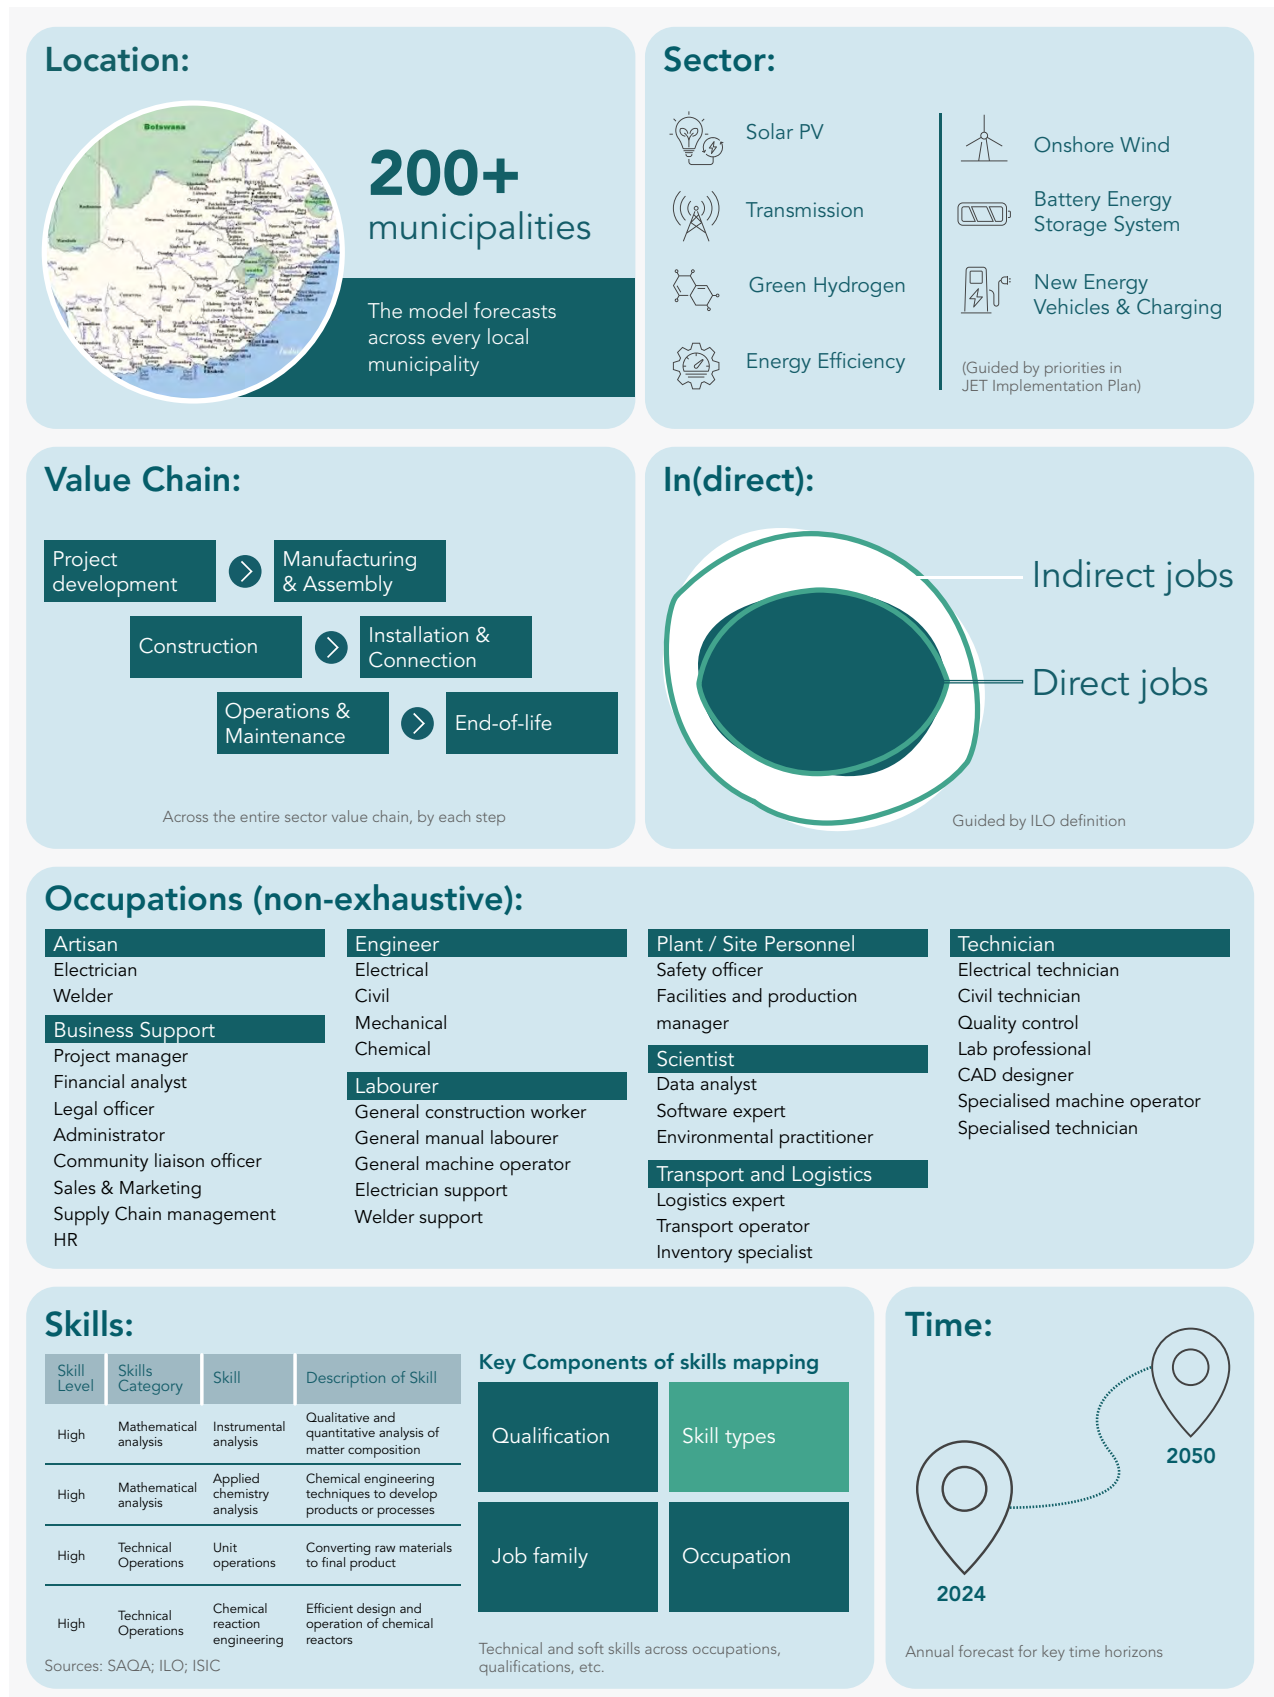 Location:
Botswana
200+
municipalities
The model forecasts
across every local
municipality
Sector:
Solar PV
Transmission
Green Hydrogen
Energy Efficiency
Onshore Wind
Battery Energy
Storage System
New Energy
Vehicles & Charging
(Guided by priorities in
JET Implementation Plan)
Value Chain:
Project
development
Manufacturing
& Assembly
Construction
Installation &
Connection
Operations &
Maintenance
End-of-life
Across the entire sector value chain, by each step
In(direct):
Indirect jobs
Direct jobs
Guided by ILO definition
Occupations (non-exhaustive):
Artisan
Electrician
Welder
Business Support
Project manager
Financial analyst
Legal officer
Administrator
Community liaison officer
Sales & Marketing
Supply Chain management
HR
Engineer
Electrical
Civil
Mechanical
Chemical
Labourer
General construction worker
General manual labourer
General machine operator
Electrician support
Welder support
Plant / Site Personnel
Safety officer
Facilities and production
manager
Scientist
Data analyst
Software expert
Environmental practitioner
Transport and Logistics
Logistics expert
Transport operator
Inventory specialist
Technician
Electrical technician
Civil technician
Quality control
Lab professional
CAD designer
Specialised machine operator
Specialised technician
Skills:
Skill
Level
Skills
Category
Skill
Description of Skill
High
Mathematical
analysis
Instrumental
analysis
Qualitative and
quantitative analysis of
matter composition
High
Mathematical
analysis
Applied
chemistry
analysis
Chemical engineering
techniques to develop
products or processes
High
Technical
Operations
Unit
operations
Converting raw materials
to final product
High
Technical
Operations
Chemical
reaction
engineering
Efficient design and
operation of chemical
reactors
Sources: SAQA; ILO; ISIC
Key Components of skills mapping
Qualification
Skill types
Job family
Occupation
Technical and soft skills across occupations,
qualifications, etc.
Time:
2050
2024
Annual forecast for key time horizons